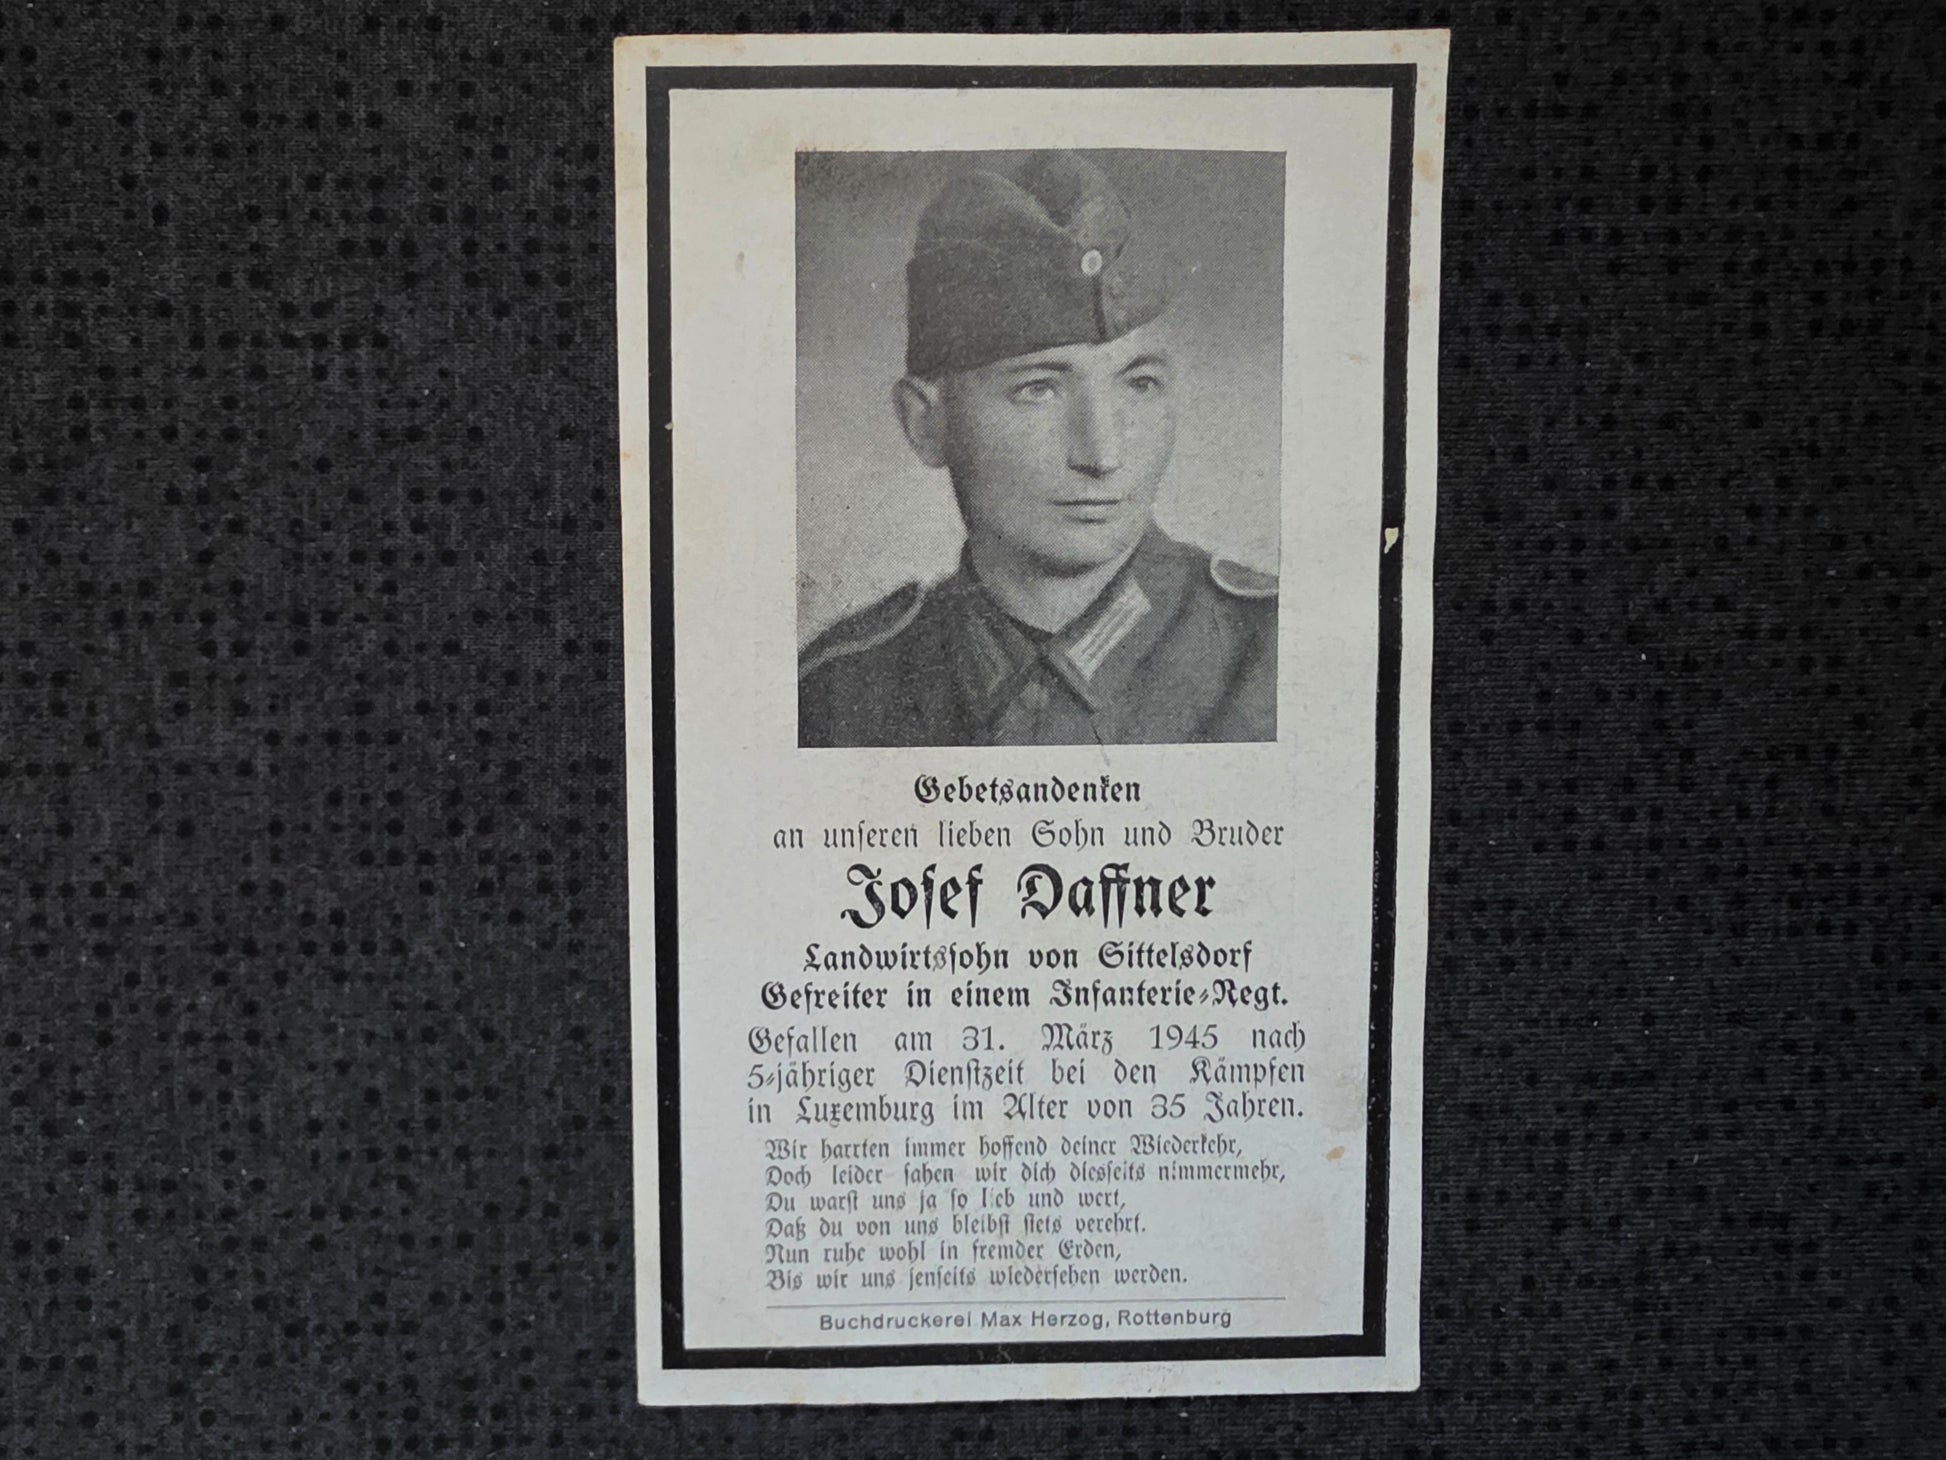 Gebetsandenken
an unseren lieben Sohn und Bruder
Josef Daffner
Landwirtssohn von Sittelsdorf
Gefreiter in einem Infanterie-Regt.
Gefallen am 31. März 1945 nach
5-jähriger Dienstzeit bei den Kämpfen
in Luxemburg im Alter von 35 Jahren.
Wir harrten immer hoffend deiner Wiederkehr,
Doch leider sahen wir dich diesseits nimmermehr,
Du warst uns ja so lieb und wert,
Daß du von uns bleibst stets verehrt.
Nun ruhe wohl in fremder Erden,
Bis wir uns jenseits wiedersehen werden.
Buchdruckerei Max Herzog, Rottenburg